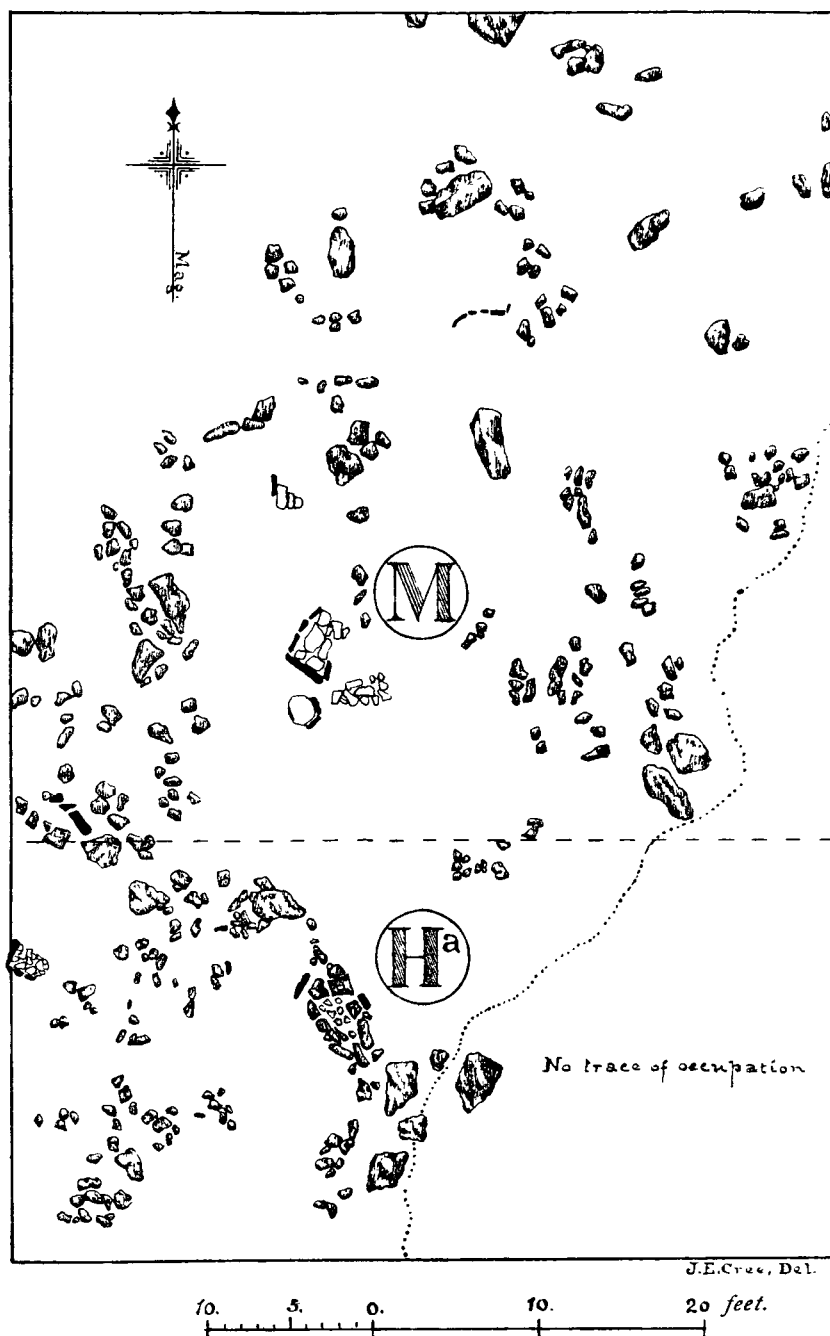 Mag.
M
Hª
No trace of occupation
J.E.Cree, Del.
10. 5. 0. 10. 20 feet.